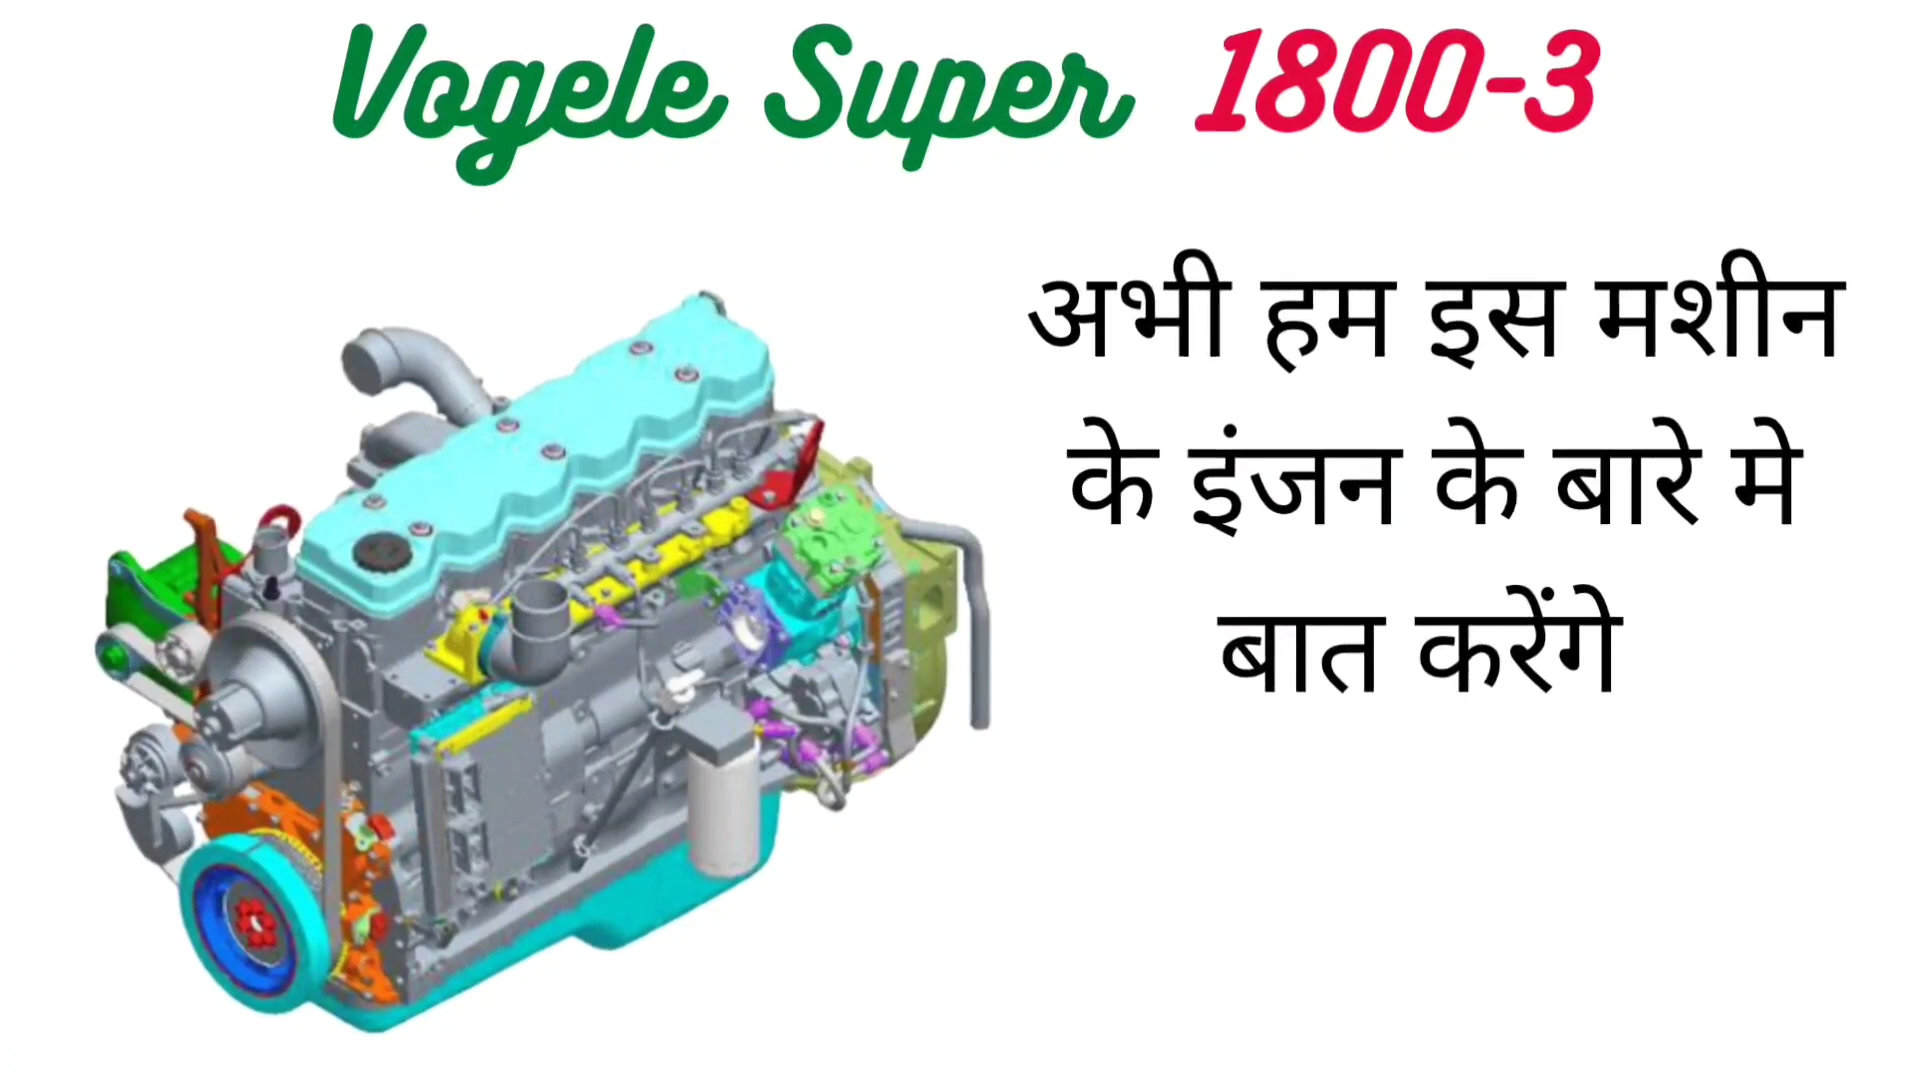 Vogele Super 1800-3
अभी हम इस मशीन
के इंजन के बारे मे
बात करेंगे